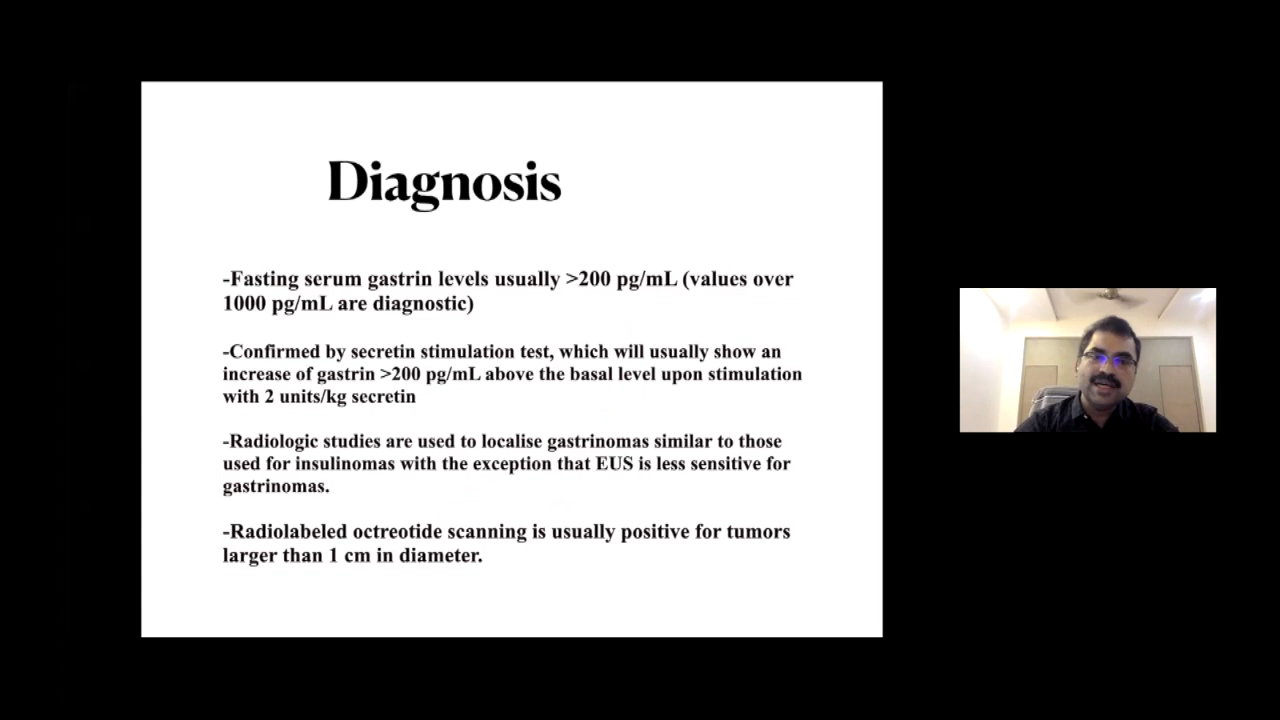 Diagnosis
-Fasting serum gastrin levels usually >200 pg/mL (values over
1000 pg/mL are diagnostic)
-Confirmed by secretin stimulation test, which will usually show an
increase of gastrin >200 pg/mL above the basal level upon stimulation
with 2 units/kg secretin
-Radiologic studies are used to localise gastrinomas similar to those
used for insulinomas with the exception that EUS is less sensitive for
gastrinomas.
-Radiolabeled octreotide scanning is usually positive for tumors
larger than 1 cm in diameter.